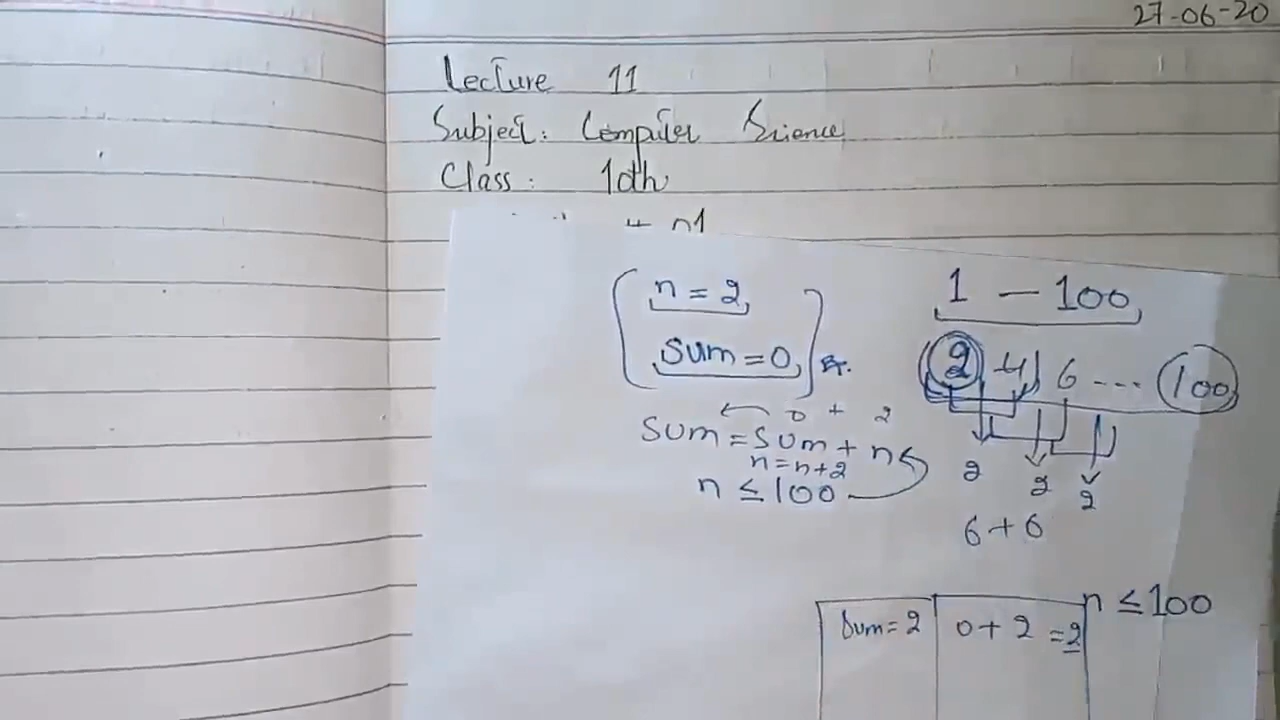 27-06-20
Lecture 11
Subject: Computer Science
Class: 10th
n1
n = 2
sum = 0
1 — 100
2 4 6 --- 100
0 + 2
sum = sum + n
n = n + 2
n ≤ 100
2 2 2
6 + 6
n ≤ 100
Sum = 2 0 + 2 = 2